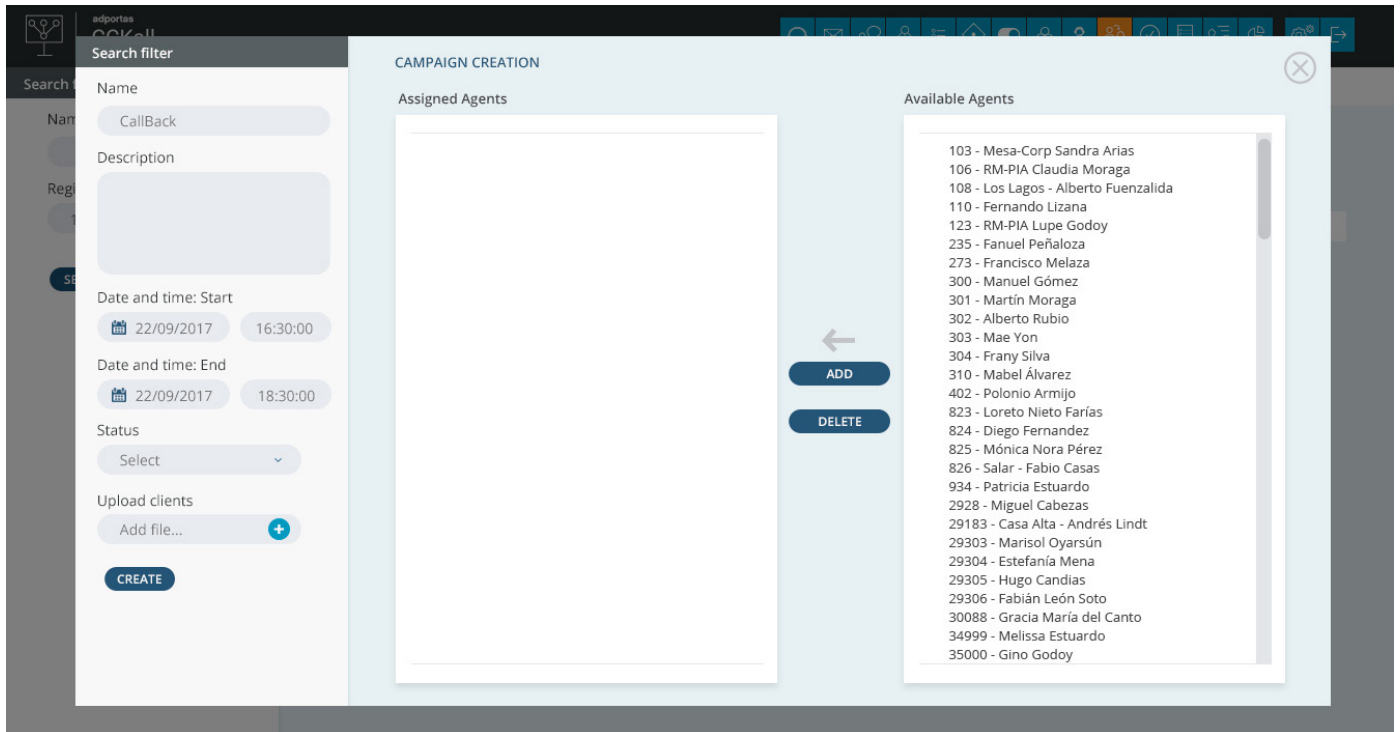 adportas
CCKall
Search filter
Name
CallBack
Description
Date and time: Start
22/09/2017 16:30:00
Date and time: End
22/09/2017 18:30:00
Status
Select
Upload clients
Add file...
CREATE
CAMPAIGN CREATION
Assigned Agents
ADD
DELETE
Available Agents
103 - Mesa-Corp Sandra Arias
106 - RM-PIA Claudia Moraga
108 - Los Lagos - Alberto Fuenzalida
110 - Fernando Lizana
123 - RM-PIA Lupe Godoy
235 - Fanuel Peñaloza
273 - Francisco Melaza
300 - Manuel Gómez
301 - Martín Moraga
302 - Alberto Rubio
303 - Mae Yon
304 - Frany Silva
310 - Mabel Álvarez
402 - Polonio Armijo
823 - Loreto Nieto Farías
824 - Diego Fernandez
825 - Mónica Nora Pérez
826 - Salar - Fabio Casas
934 - Patricia Estuardo
2928 - Miguel Cabezas
29183 - Casa Alta - Andrés Lindt
29303 - Marisol Oyarsún
29304 - Estefanía Mena
29305 - Hugo Candias
29306 - Fabián León Soto
30088 - Gracia María del Canto
34999 - Melissa Estuardo
35000 - Gino Godoy